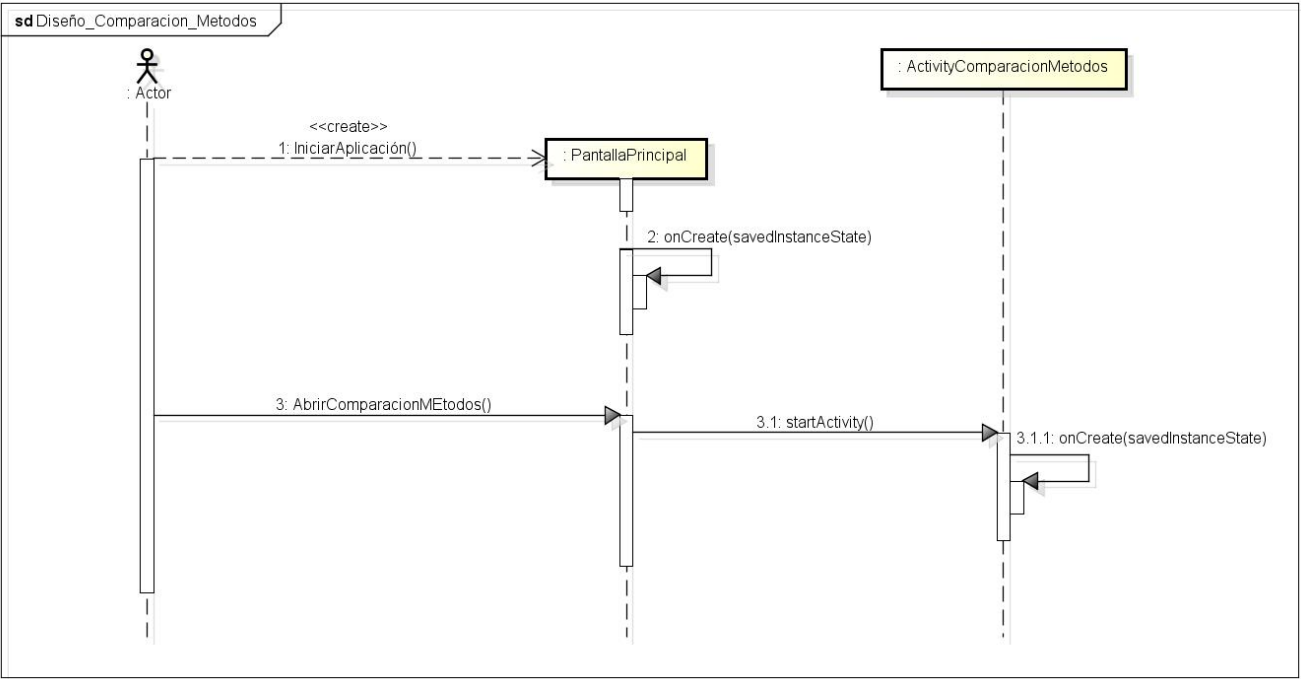 sd Diseño_Comparacion_Metodos
: Actor
: ActivityComparacionMetodos
<<create>>
1: IniciarAplicación()
: PantallaPrincipal
2: onCreate(savedInstanceState)
3: AbrirComparacionMEtodos()
3.1: startActivity()
3.1.1: onCreate(savedInstanceState)